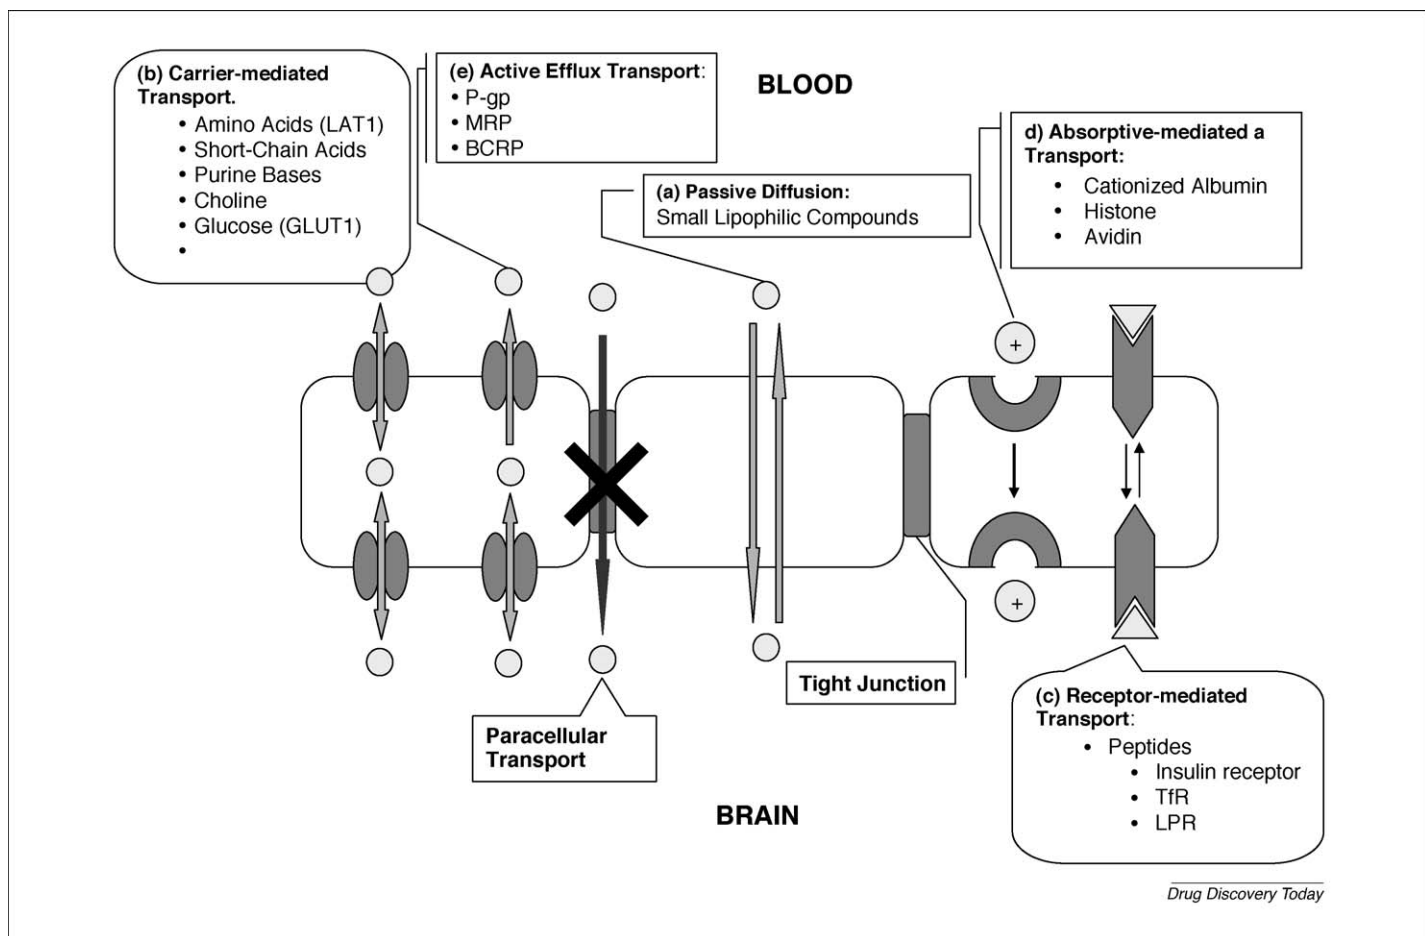 (b) Carrier-mediated
Transport.
• Amino Acids (LAT1)
• Short-Chain Acids
• Purine Bases
• Choline
• Glucose (GLUT1)
•
(e) Active Efflux Transport:
• P-gp
• MRP
• BCRP
BLOOD
(a) Passive Diffusion:
Small Lipophilic Compounds
d) Absorptive-mediated a
Transport:
• Cationized Albumin
• Histone
• Avidin
+
+
Tight Junction
Paracellular
Transport
(c) Receptor-mediated
Transport:
• Peptides
• Insulin receptor
• TfR
• LPR
BRAIN
Drug Discovery Today